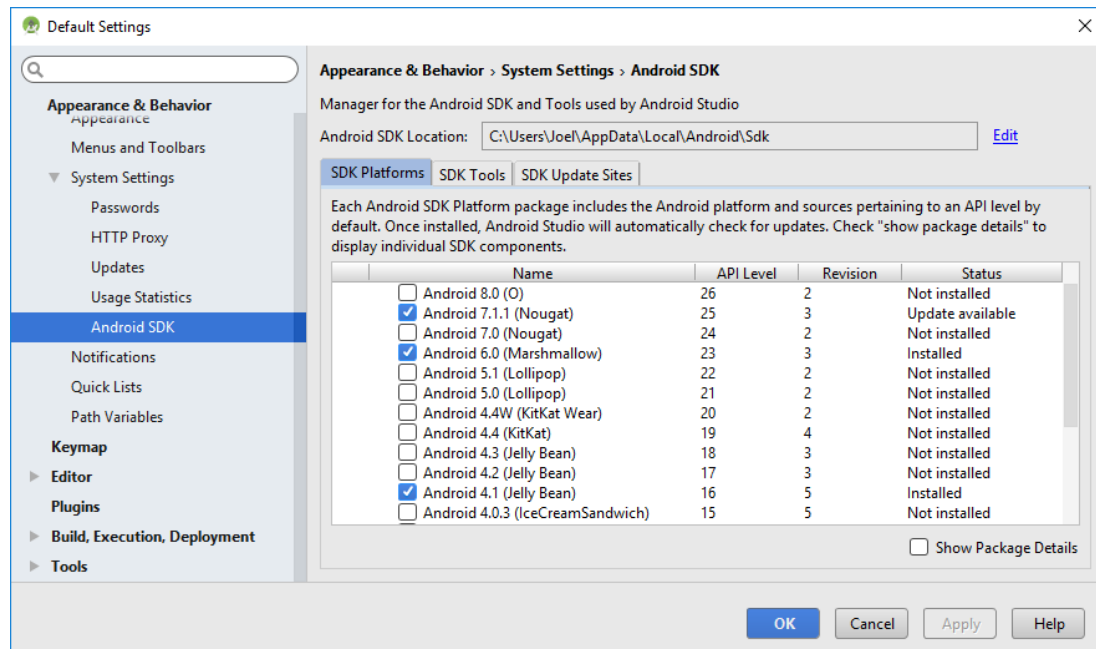 Default Settings
Appearance & Behavior
Appearance
Menus and Toolbars
System Settings
Passwords
HTTP Proxy
Updates
Usage Statistics
Android SDK
Notifications
Quick Lists
Path Variables
Keymap
Editor
Plugins
Build, Execution, Deployment
Tools
Appearance & Behavior › System Settings › Android SDK
Manager for the Android SDK and Tools used by Android Studio
Android SDK Location: C:\Users\Joel\AppData\Local\Android\Sdk Edit
SDK Platforms SDK Tools SDK Update Sites
Each Android SDK Platform package includes the Android platform and sources pertaining to an API level by
default. Once installed, Android Studio will automatically check for updates. Check "show package details" to
display individual SDK components.
Name API Level Revision Status
Android 8.0 (O) 26 2 Not installed
Android 7.1.1 (Nougat) 25 3 Update available
Android 7.0 (Nougat) 24 2 Not installed
Android 6.0 (Marshmallow) 23 3 Installed
Android 5.1 (Lollipop) 22 2 Not installed
Android 5.0 (Lollipop) 21 2 Not installed
Android 4.4W (KitKat Wear) 20 2 Not installed
Android 4.4 (KitKat) 19 4 Not installed
Android 4.3 (Jelly Bean) 18 3 Not installed
Android 4.2 (Jelly Bean) 17 3 Not installed
Android 4.1 (Jelly Bean) 16 5 Installed
Android 4.0.3 (IceCreamSandwich) 15 5 Not installed
Show Package Details
OK Cancel Apply Help